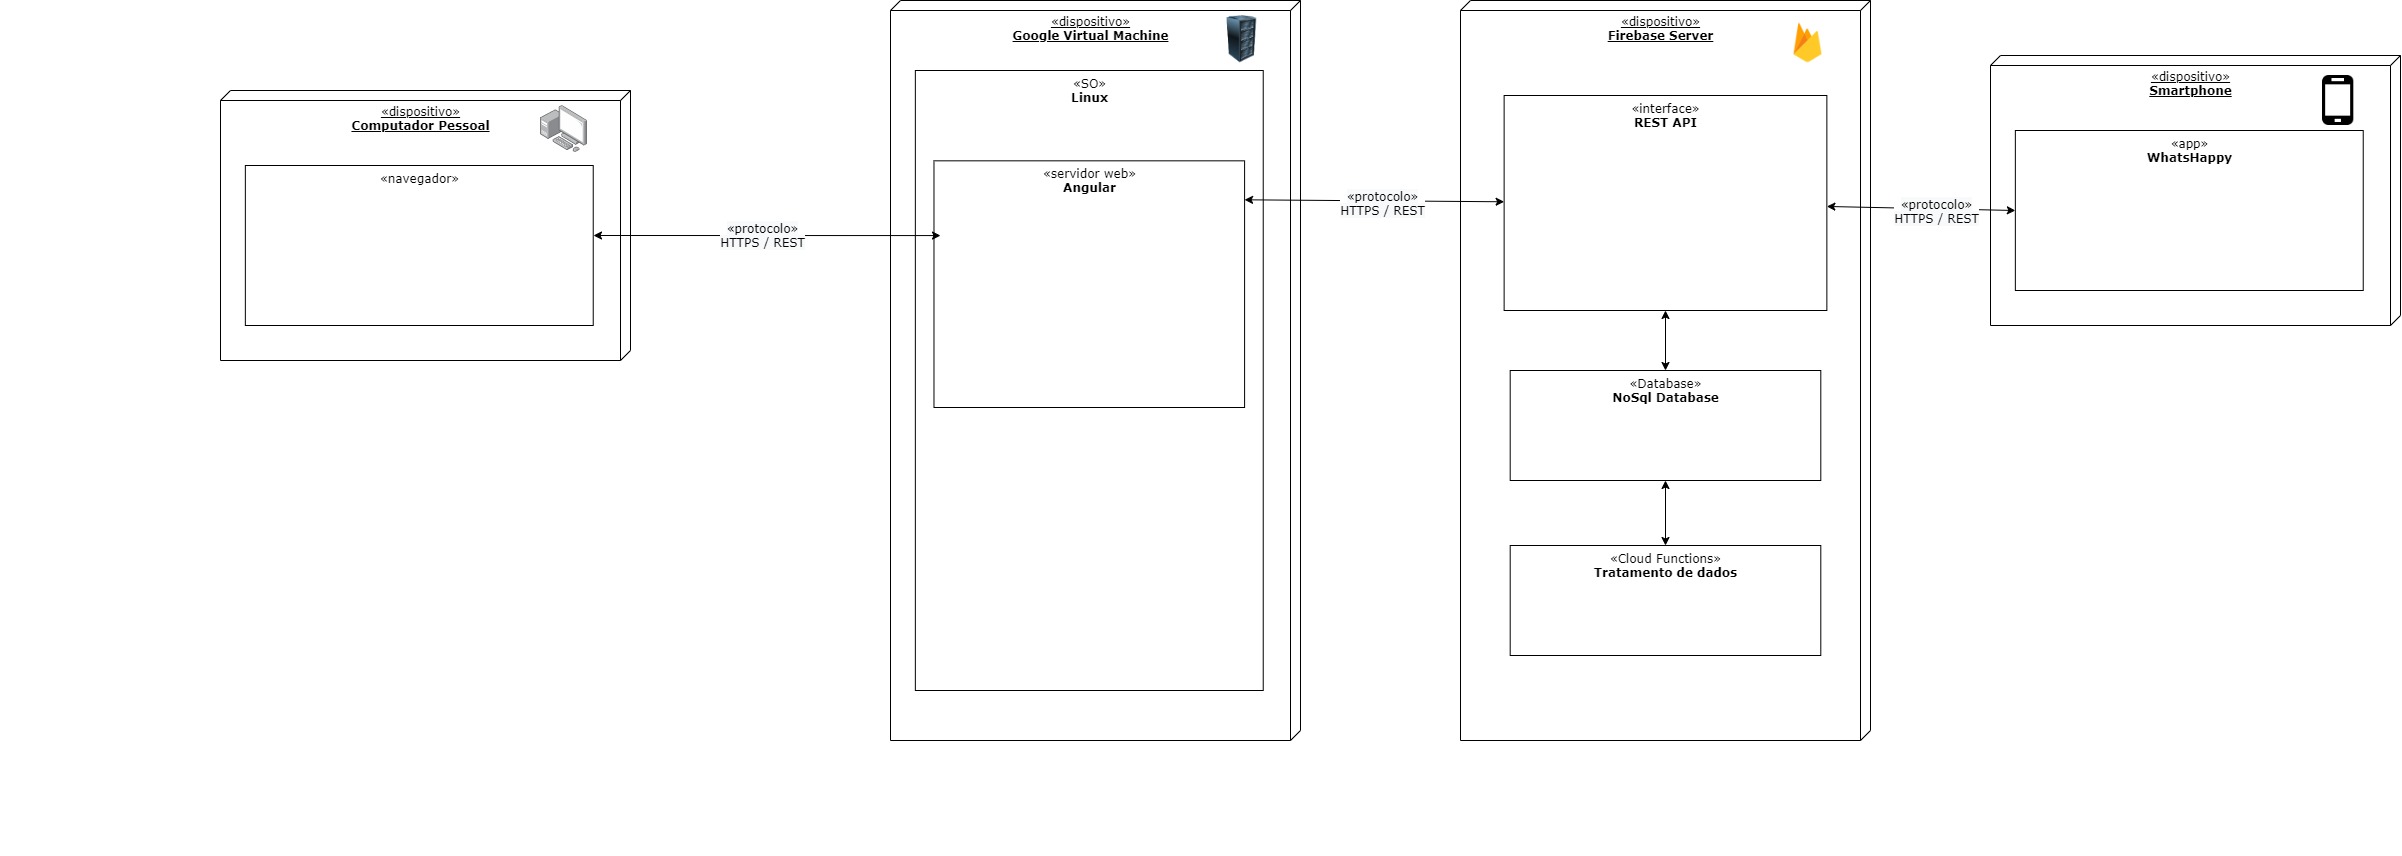 «dispositivo»
Computador Pessoal
«navegador»
«protocolo»
HTTPS / REST
«dispositivo»
Google Virtual Machine
«SO»
Linux
«servidor web»
Angular
«protocolo»
HTTPS / REST
«dispositivo»
Firebase Server
«interface»
REST API
«Database»
NoSql Database
«Cloud Functions»
Tratamento de dados
«protocolo»
HTTPS / REST
«dispositivo»
Smartphone
«app»
WhatsHappy